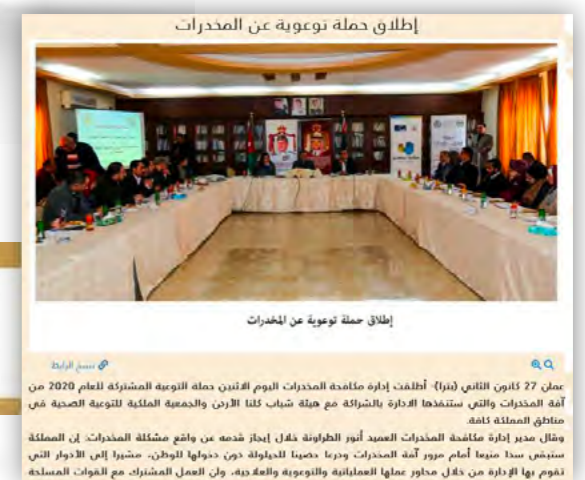 إطلاق حملة توعوية عن المخدرات
إطلاق حملة توعوية عن المخدرات
نسخ الرابط
عمان 27 كانون الثاني (بترا)- أطلقت إدارة مكافحة المخدرات اليوم الاثنين حملة التوعية المشتركة للعام 2020 من
آفة المخدرات والتي ستنفذها الادارة بالشراكة مع هيئة شباب كلنا الأردن والجمعية الملكية للتوعية الصحية في
مناطق المملكة كافة.
وقال مدير إدارة مكافحة المخدرات العميد أنور الطراونة خلال إيجاز قدمه عن واقع مشكلة المخدرات: إن المملكة
ستبقى سدا منيعا أمام مرور آفة المخدرات ودرعا حصينا للحيلولة دون دخولها للوطن، مشيرا إلى الأدوار التي
تقوم بها الإدارة من خلال محاور عملها العملياتية والتوعوية والعلاجية، وان العمل المشترك مع القوات المسلحة